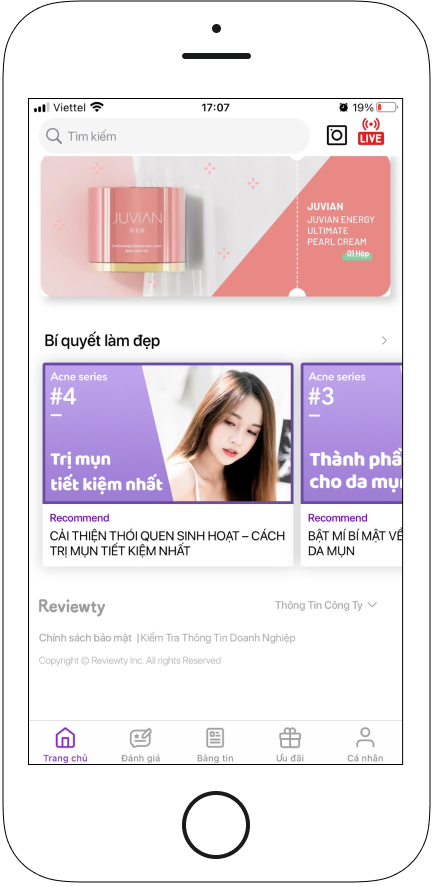 Viettel
17:07
19%
Tìm kiếm
LIVE
JUVIAN
JUVIAN
JUVIAN ENERGY
ULTIMATE
PEARL CREAM
01 Hộp
Bí quyết làm đẹp
Acne series
#4
Trị mụn
tiết kiệm nhất
Recommend
CẢI THIỆN THÓI QUEN SINH HOẠT – CÁCH
TRỊ MỤN TIẾT KIỆM NHẤT
Acne series
#3
Thành phầ
cho da mụ
Recommend
BẬT MÍ BÍ MẬT VỀ
DA MỤN
Reviewty
Thông Tin Công Ty
Chính sách bảo mật | Kiểm Tra Thông Tin Doanh Nghiệp
Copyright © Reviewty Inc. All rights Reserved
Trang chủ
Đánh giá
Bảng tin
Ưu đãi
Cá nhân